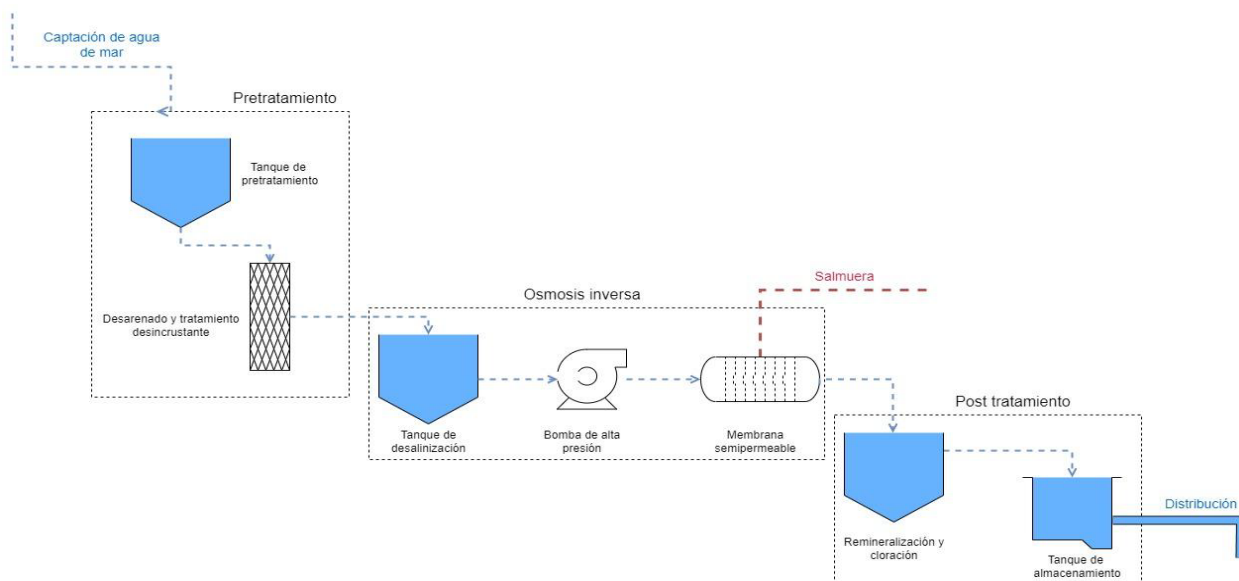 Captación de agua
de mar
Pretratamiento
Tanque de
pretratamiento
Desarenado y tratamiento
desincrustante
Osmosis inversa
Salmuera
Tanque de
desalinización
Bomba de alta
presión
Membrana
semipermeable
Post tratamiento
Remineralización y
cloración
Tanque de
almacenamiento
Distribución